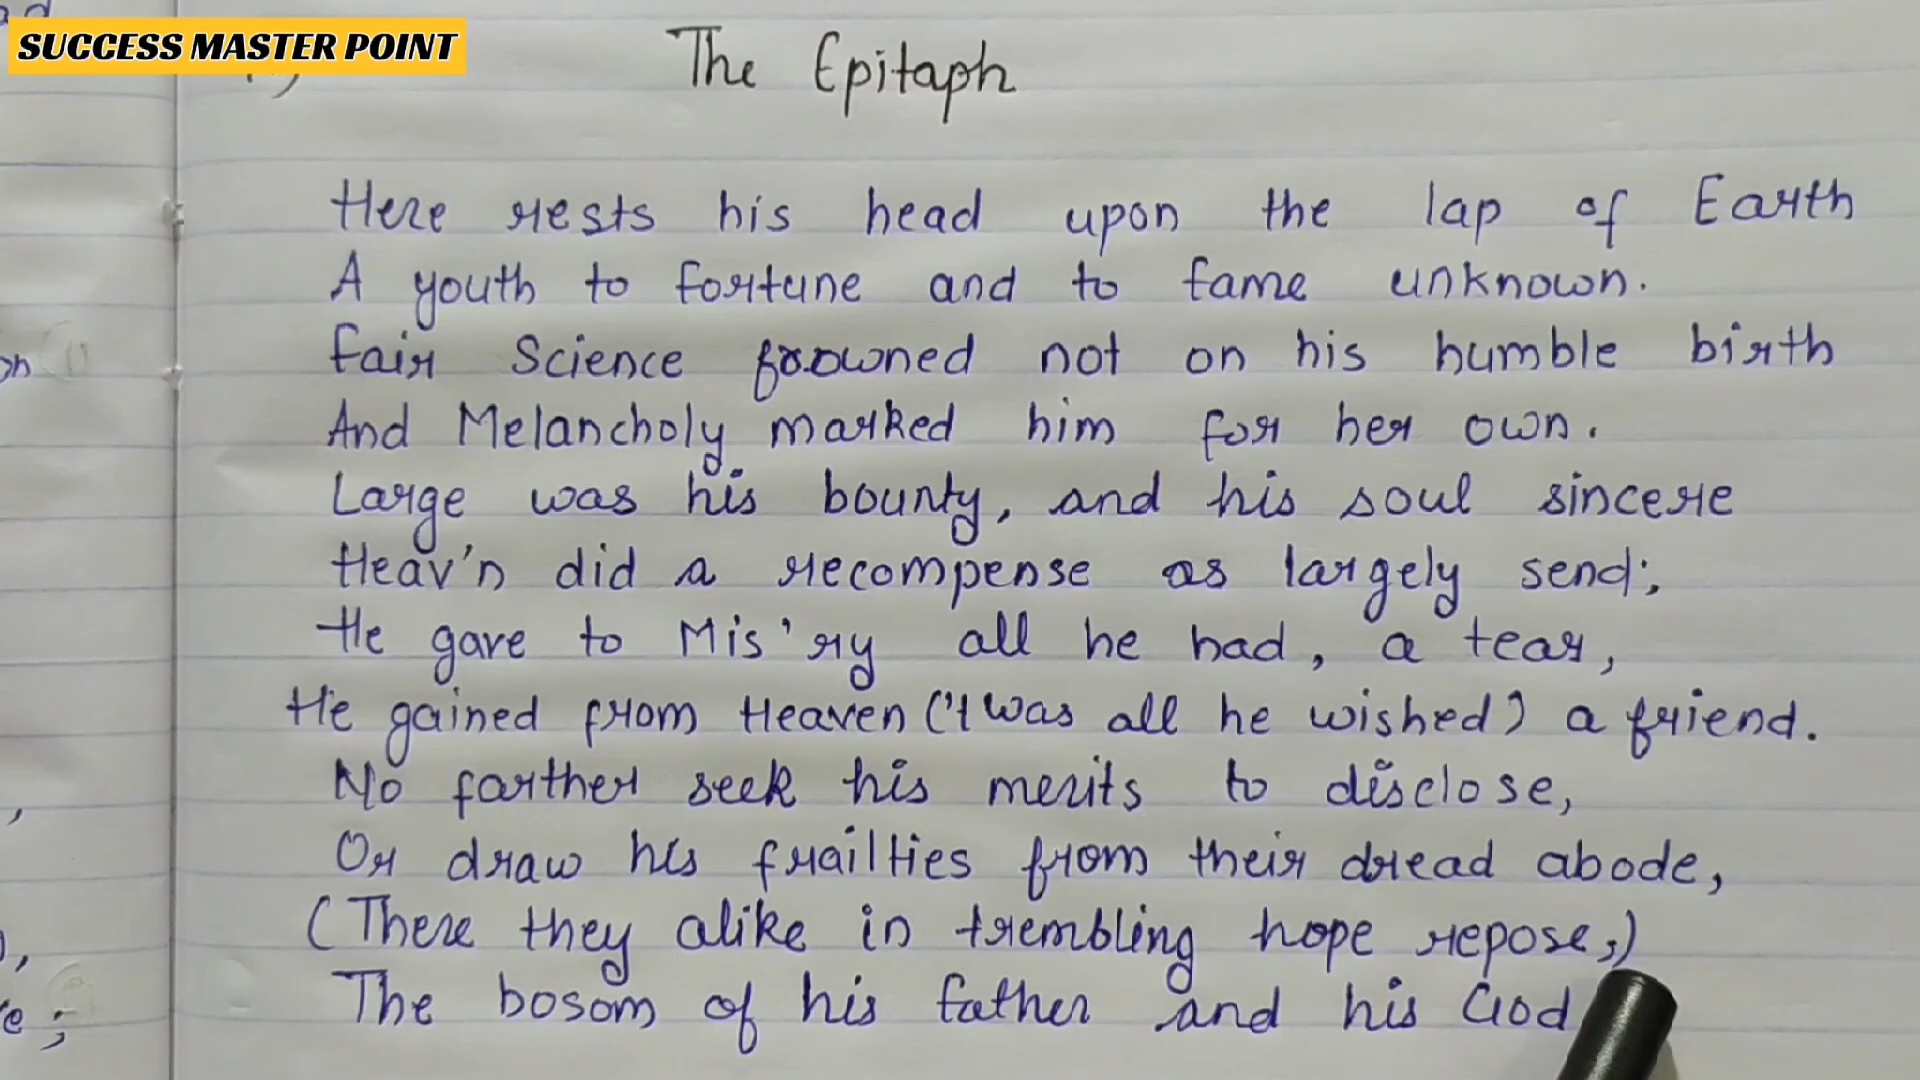 SUCCESS MASTER POINT
The Epitaph
Here rests his head upon the lap of Earth
A youth to fortune and to fame unknown.
Fair Science frowned not on his humble birth
And Melancholy marked him for her own.
Large was his bounty, and his soul sincere
Heav'n did a recompense as largely send;
He gave to Mis'ry all he had, a tear,
He gained from Heaven ('twas all he wished) a friend.
No farther seek his merits to disclose,
Or draw his frailties from their dread abode,
(There they alike in trembling hope repose,)
The bosom of his father and his God